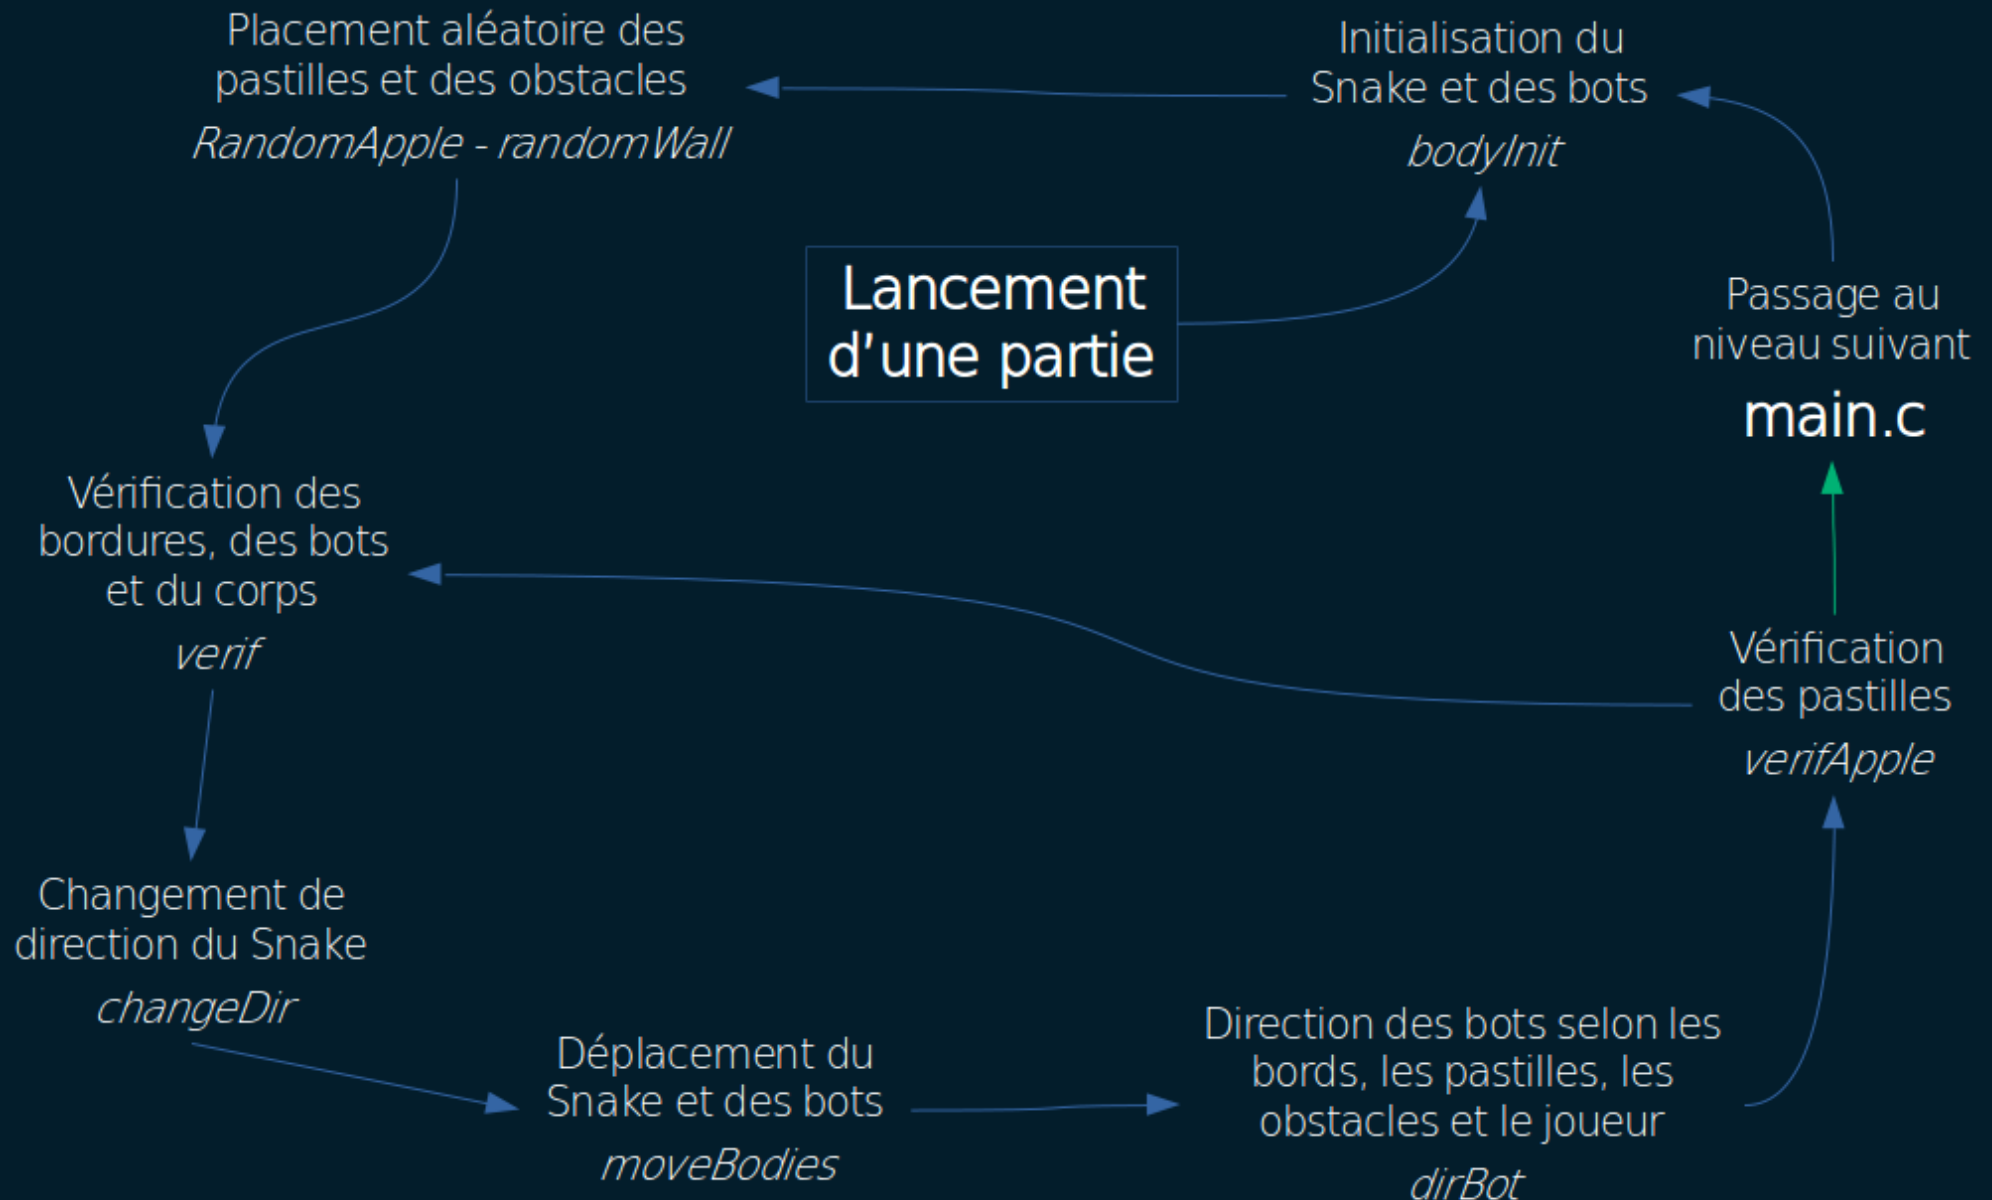 Placement aléatoire des
pastilles et des obstacles
RandomApple - randomWall
Initialisation du
Snake et des bots
bodyInit
Lancement
d’une partie
Passage au
niveau suivant
main.c
Vérification des
bordures, des bots
et du corps
verif
Vérification
des pastilles
verifApple
Changement de
direction du Snake
changeDir
Déplacement du
Snake et des bots
moveBodies
Direction des bots selon les
bords, les pastilles, les
obstacles et le joueur
dirBot